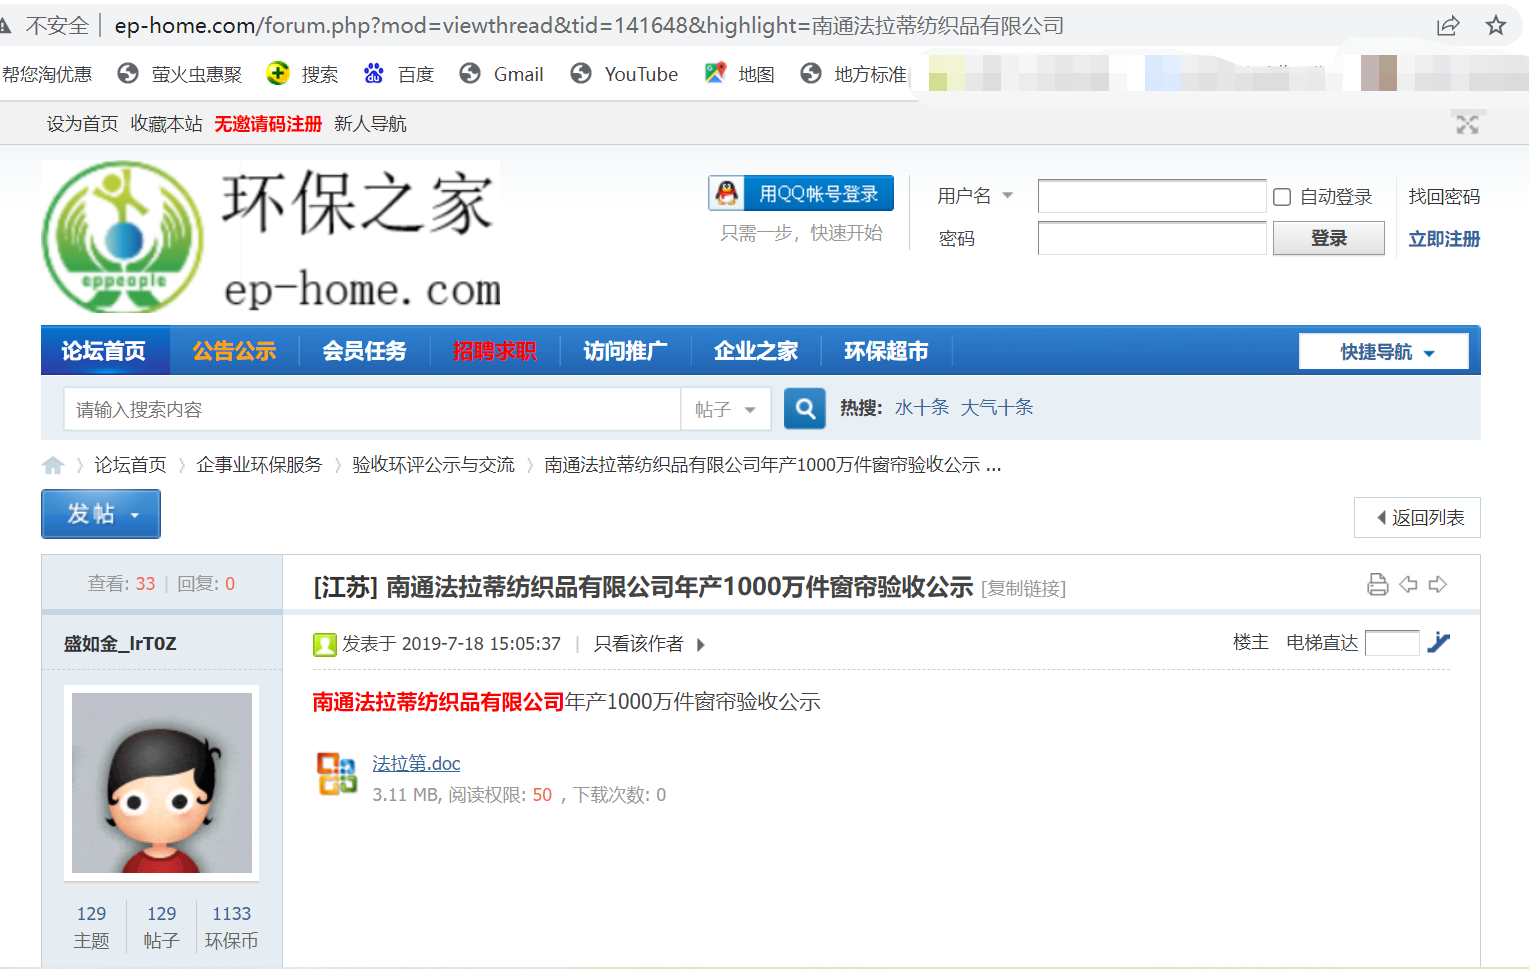 不安全 ep-home.com/forum.php?mod=viewthread&tid=141648&highlight=南通法拉蒂纺织品有限公司
帮您淘优惠 萤火虫惠聚 搜索 百度 Gmail YouTube 地图 地方标准
设为首页 收藏本站 无邀请码注册 新人导航
eppeople
环保之家
ep-home.com
用QQ帐号登录
只需一步，快速开始
用户名 自动登录 找回密码
密码 登录 立即注册
论坛首页 公告公示 会员任务 招聘求职 访问推广 企业之家 环保超市 快捷导航
请输入搜索内容 帖子 热搜: 水十条 大气十条
论坛首页 企事业环保服务 验收环评公示与交流 南通法拉蒂纺织品有限公司年产1000万件窗帘验收公示 ...
发帖
返回列表
查看: 33 | 回复: 0
[江苏] 南通法拉蒂纺织品有限公司年产1000万件窗帘验收公示 [复制链接]
盛如金_lrT0Z
发表于 2019-7-18 15:05:37 | 只看该作者
楼主 电梯直达
南通法拉蒂纺织品有限公司年产1000万件窗帘验收公示
法拉第.doc
3.11 MB, 阅读权限: 50 , 下载次数: 0
129 129 1133
主题 帖子 环保币